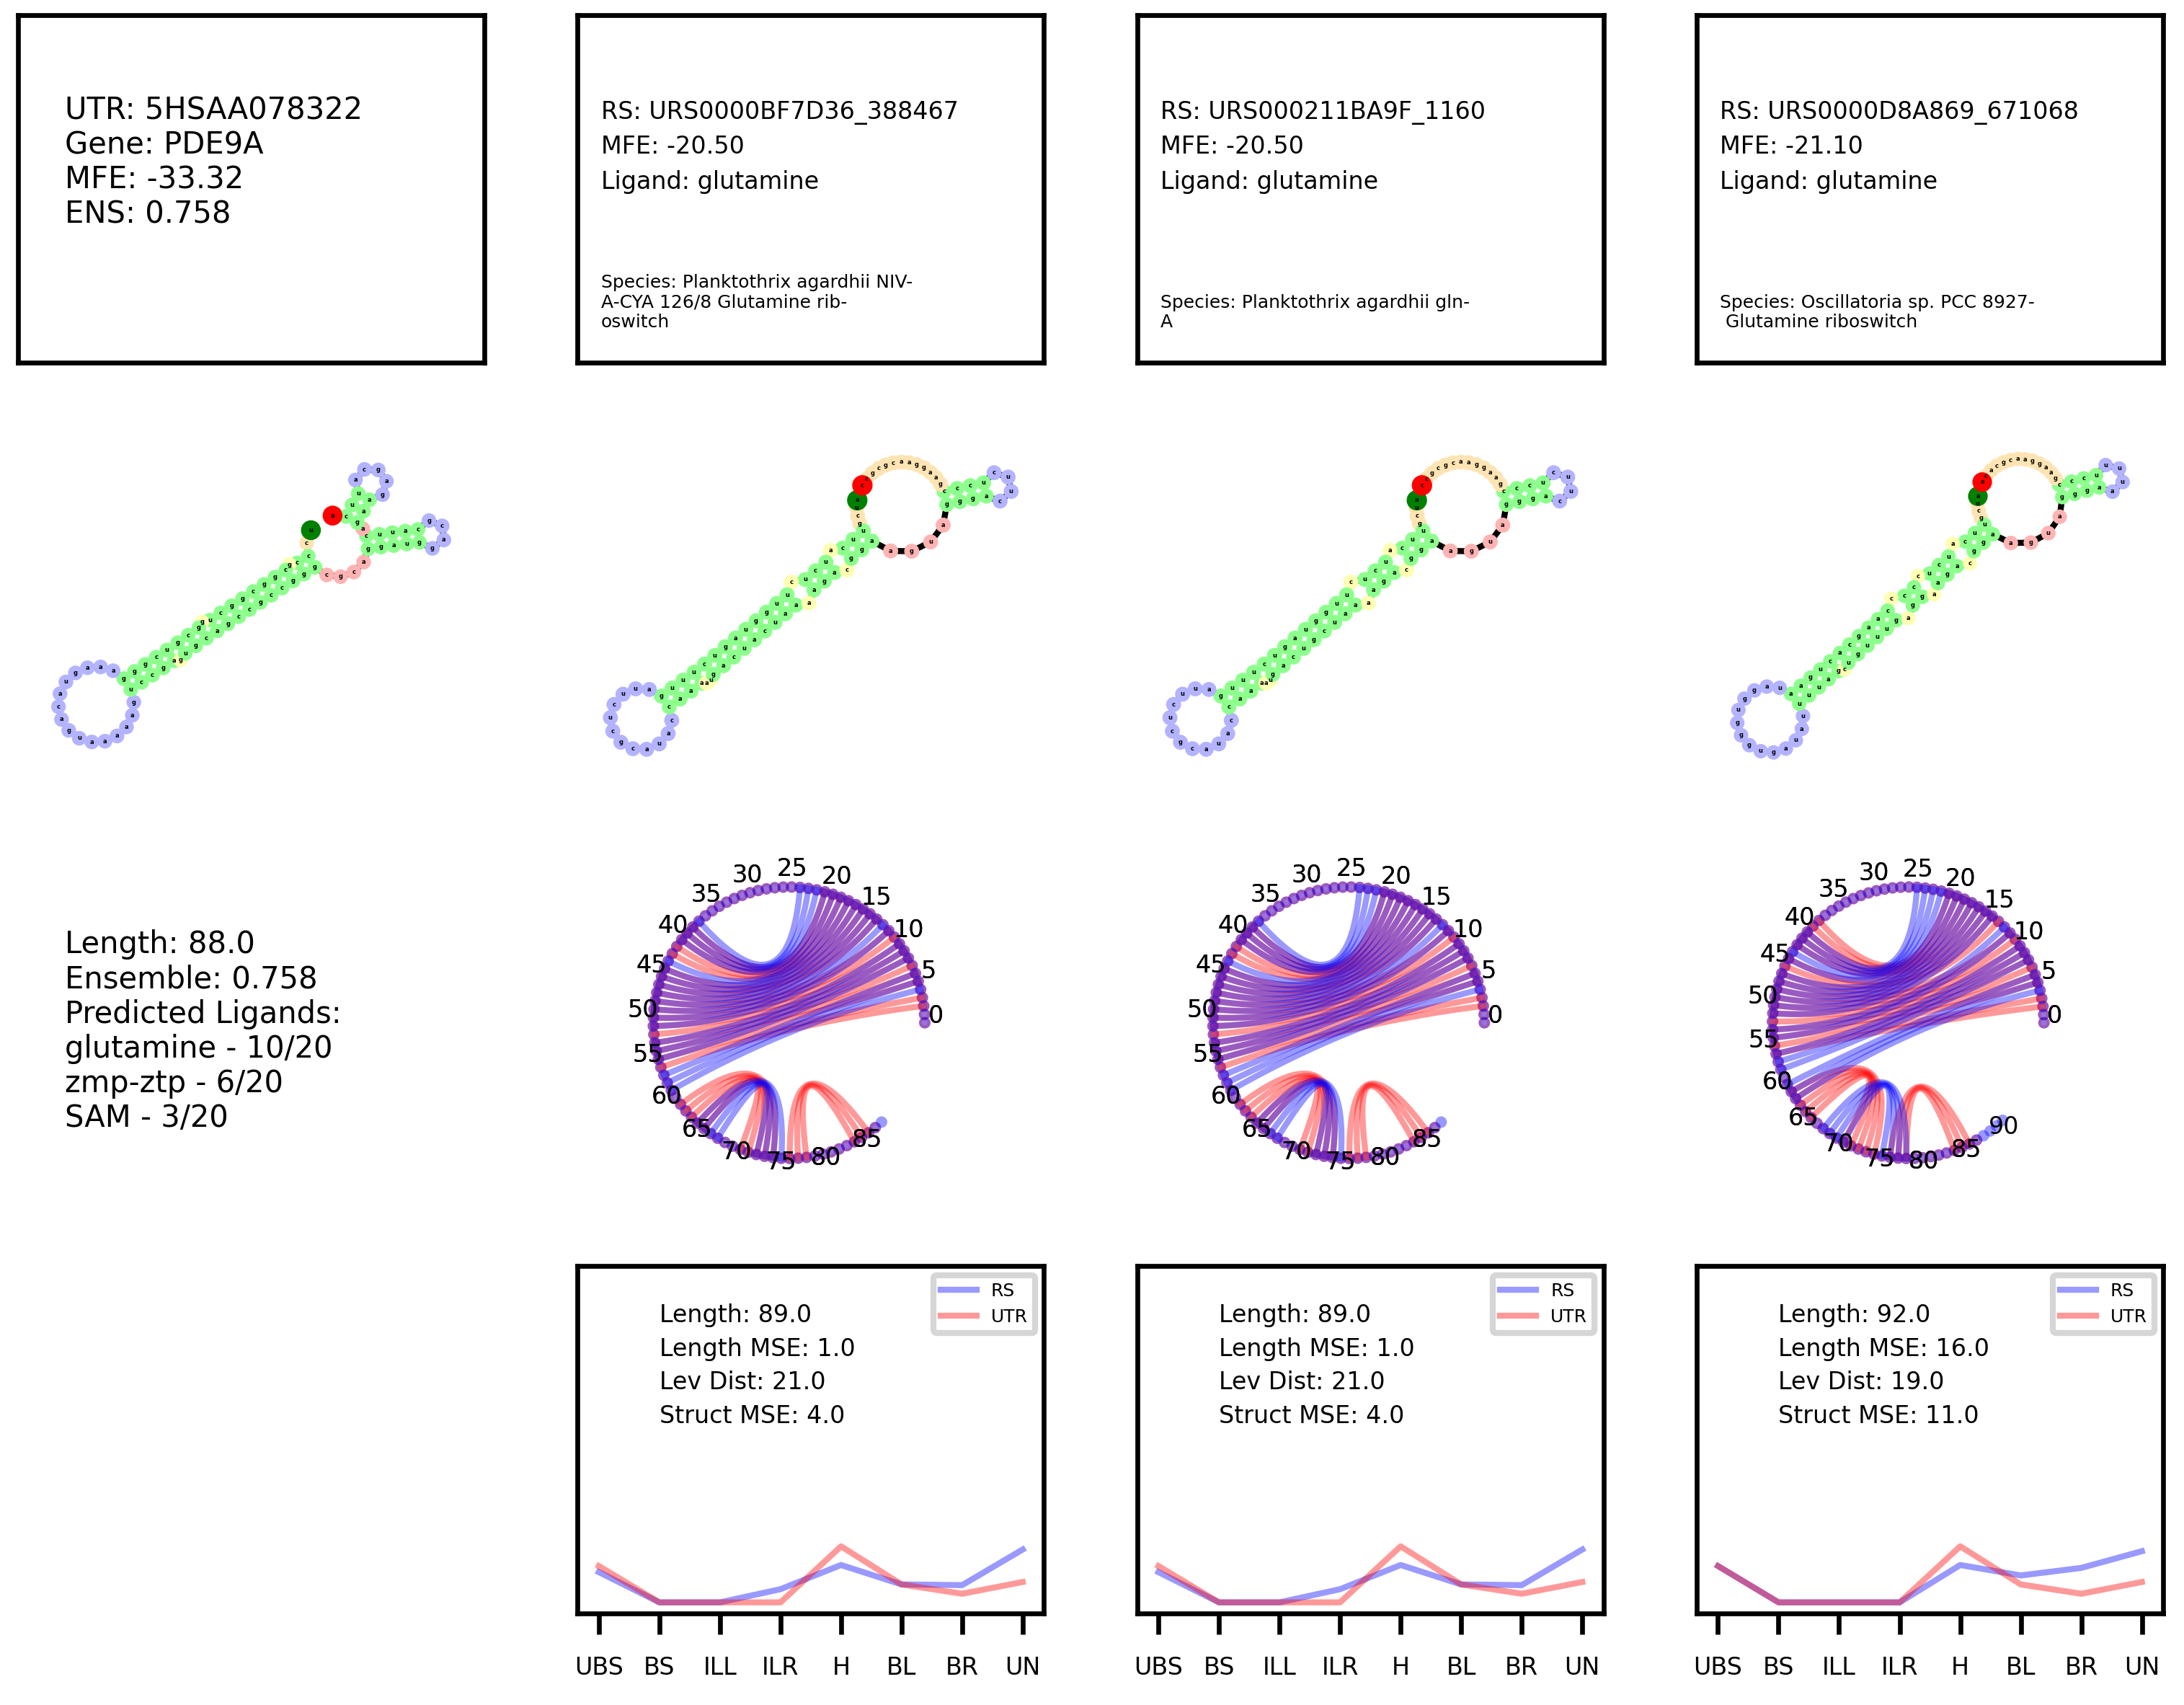 UTR: 5HSAA078322
Gene: PDE9A
MFE: -33.32
ENS: 0.758
RS: URS0000BF7D36_388467
MFE: -20.50
Ligand: glutamine
Species: Planktothrix agardhii NIV-
A-CYA 126/8 Glutamine rib-
oswitch
RS: URS000211BA9F_1160
MFE: -20.50
Ligand: glutamine
Species: Planktothrix agardhii gln-
A
RS: URS0000D8A869_671068
MFE: -21.10
Ligand: glutamine
Species: Oscillatoria sp. PCC 8927-
Glutamine riboswitch
Length: 88.0
Ensemble: 0.758
Predicted Ligands:
glutamine - 10/20
zmp-ztp - 6/20
SAM - 3/20
0
5
10
15
20
25
30
35
40
45
50
55
60
65
70
75
80
85
0
5
10
15
20
25
30
35
40
45
50
55
60
65
70
75
80
85
0
5
10
15
20
25
30
35
40
45
50
55
60
65
70
75
80
85
90
RS
UTR
Length: 89.0
Length MSE: 1.0
Lev Dist: 21.0
Struct MSE: 4.0
UBS BS ILL ILR H BL BR UN
RS
UTR
Length: 89.0
Length MSE: 1.0
Lev Dist: 21.0
Struct MSE: 4.0
UBS BS ILL ILR H BL BR UN
RS
UTR
Length: 92.0
Length MSE: 16.0
Lev Dist: 19.0
Struct MSE: 11.0
UBS BS ILL ILR H BL BR UN